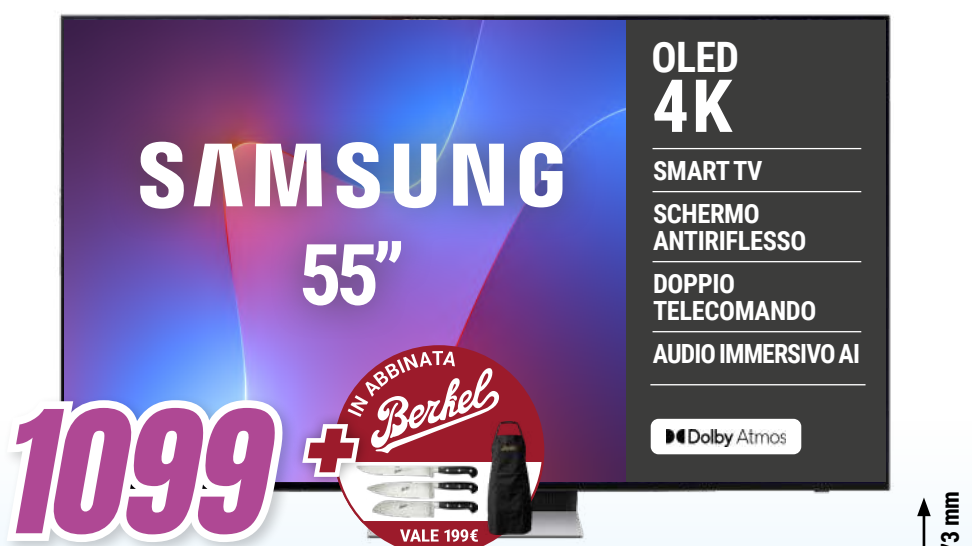 SAMSUNG
55”
OLED
4K
SMART TV
SCHERMO
ANTIRIFLESSO
DOPPIO
TELECOMANDO
AUDIO IMMERSIVO AI
Dolby Atmos
1099
+
IN ABBINATA
Berkel
VALE 199€